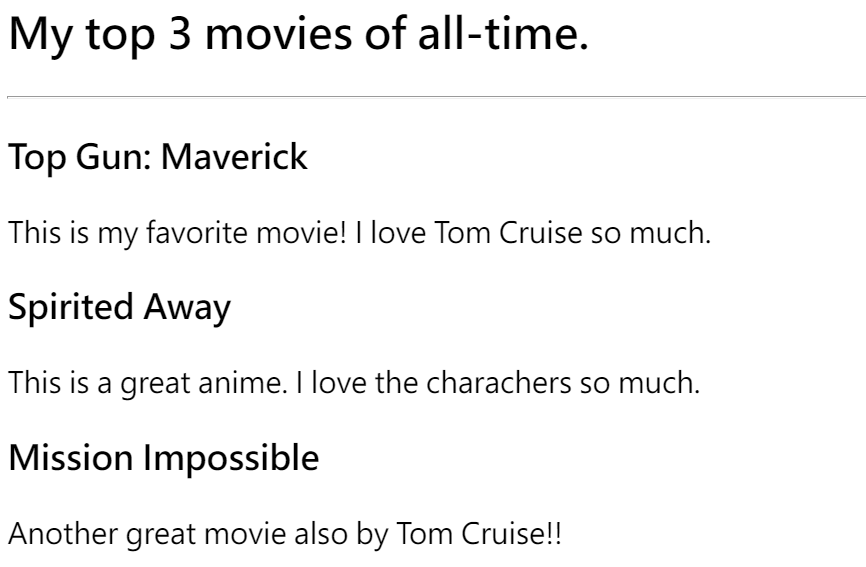 My top 3 movies of all-time.
Top Gun: Maverick
This is my favorite movie! I love Tom Cruise so much.
Spirited Away
This is a great anime. I love the charachers so much.
Mission Impossible
Another great movie also by Tom Cruise!!